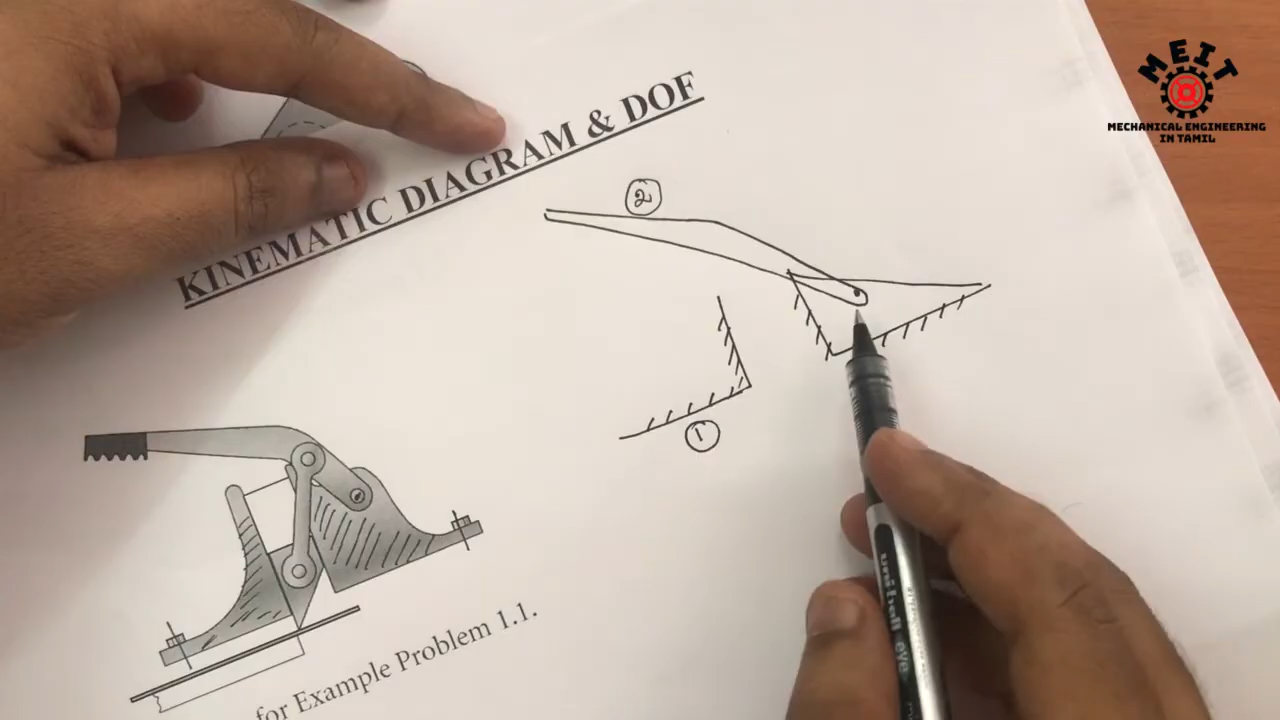 MEIT
MECHANICAL ENGINEERING
IN TAMIL
KINEMATIC DIAGRAM & DOF
2
1
for Example Problem 1.1.
uni-ball eye